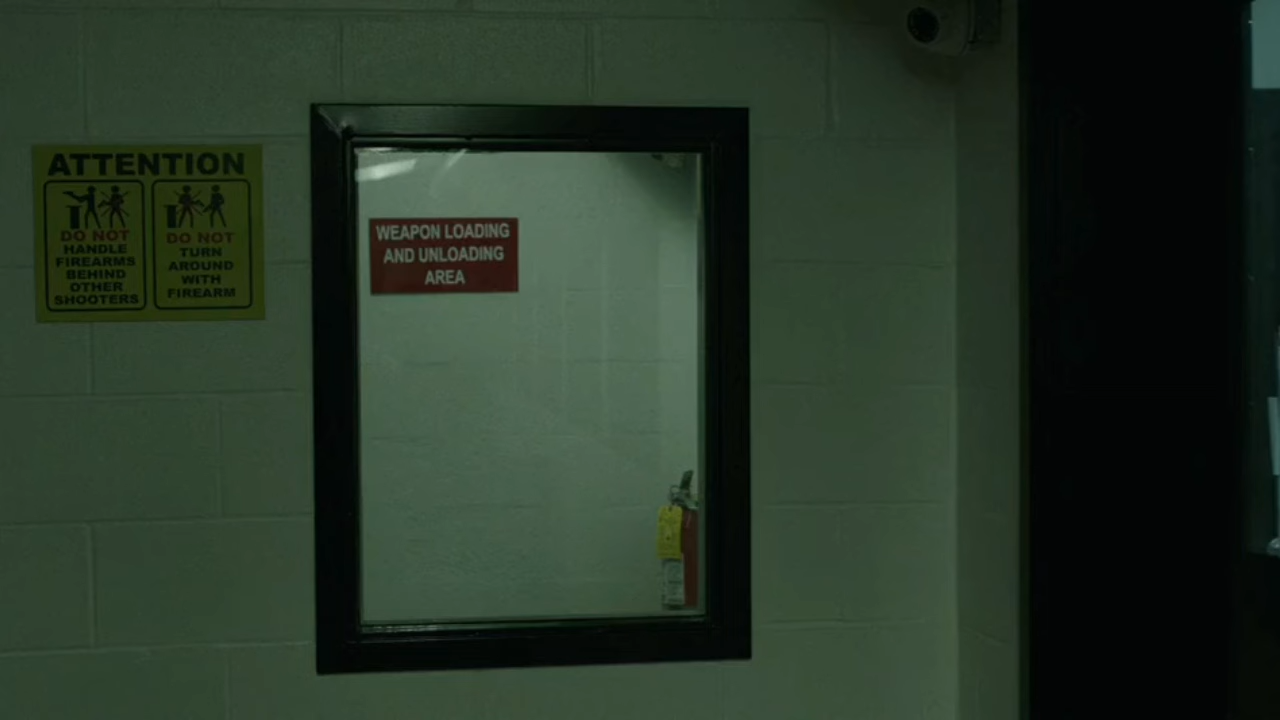 ATTENTION
DO NOT
HANDLE
FIREARMS
BEHIND
OTHER
SHOOTERS
DO NOT
TURN
AROUND
WITH
FIREARM
WEAPON LOADING
AND UNLOADING
AREA